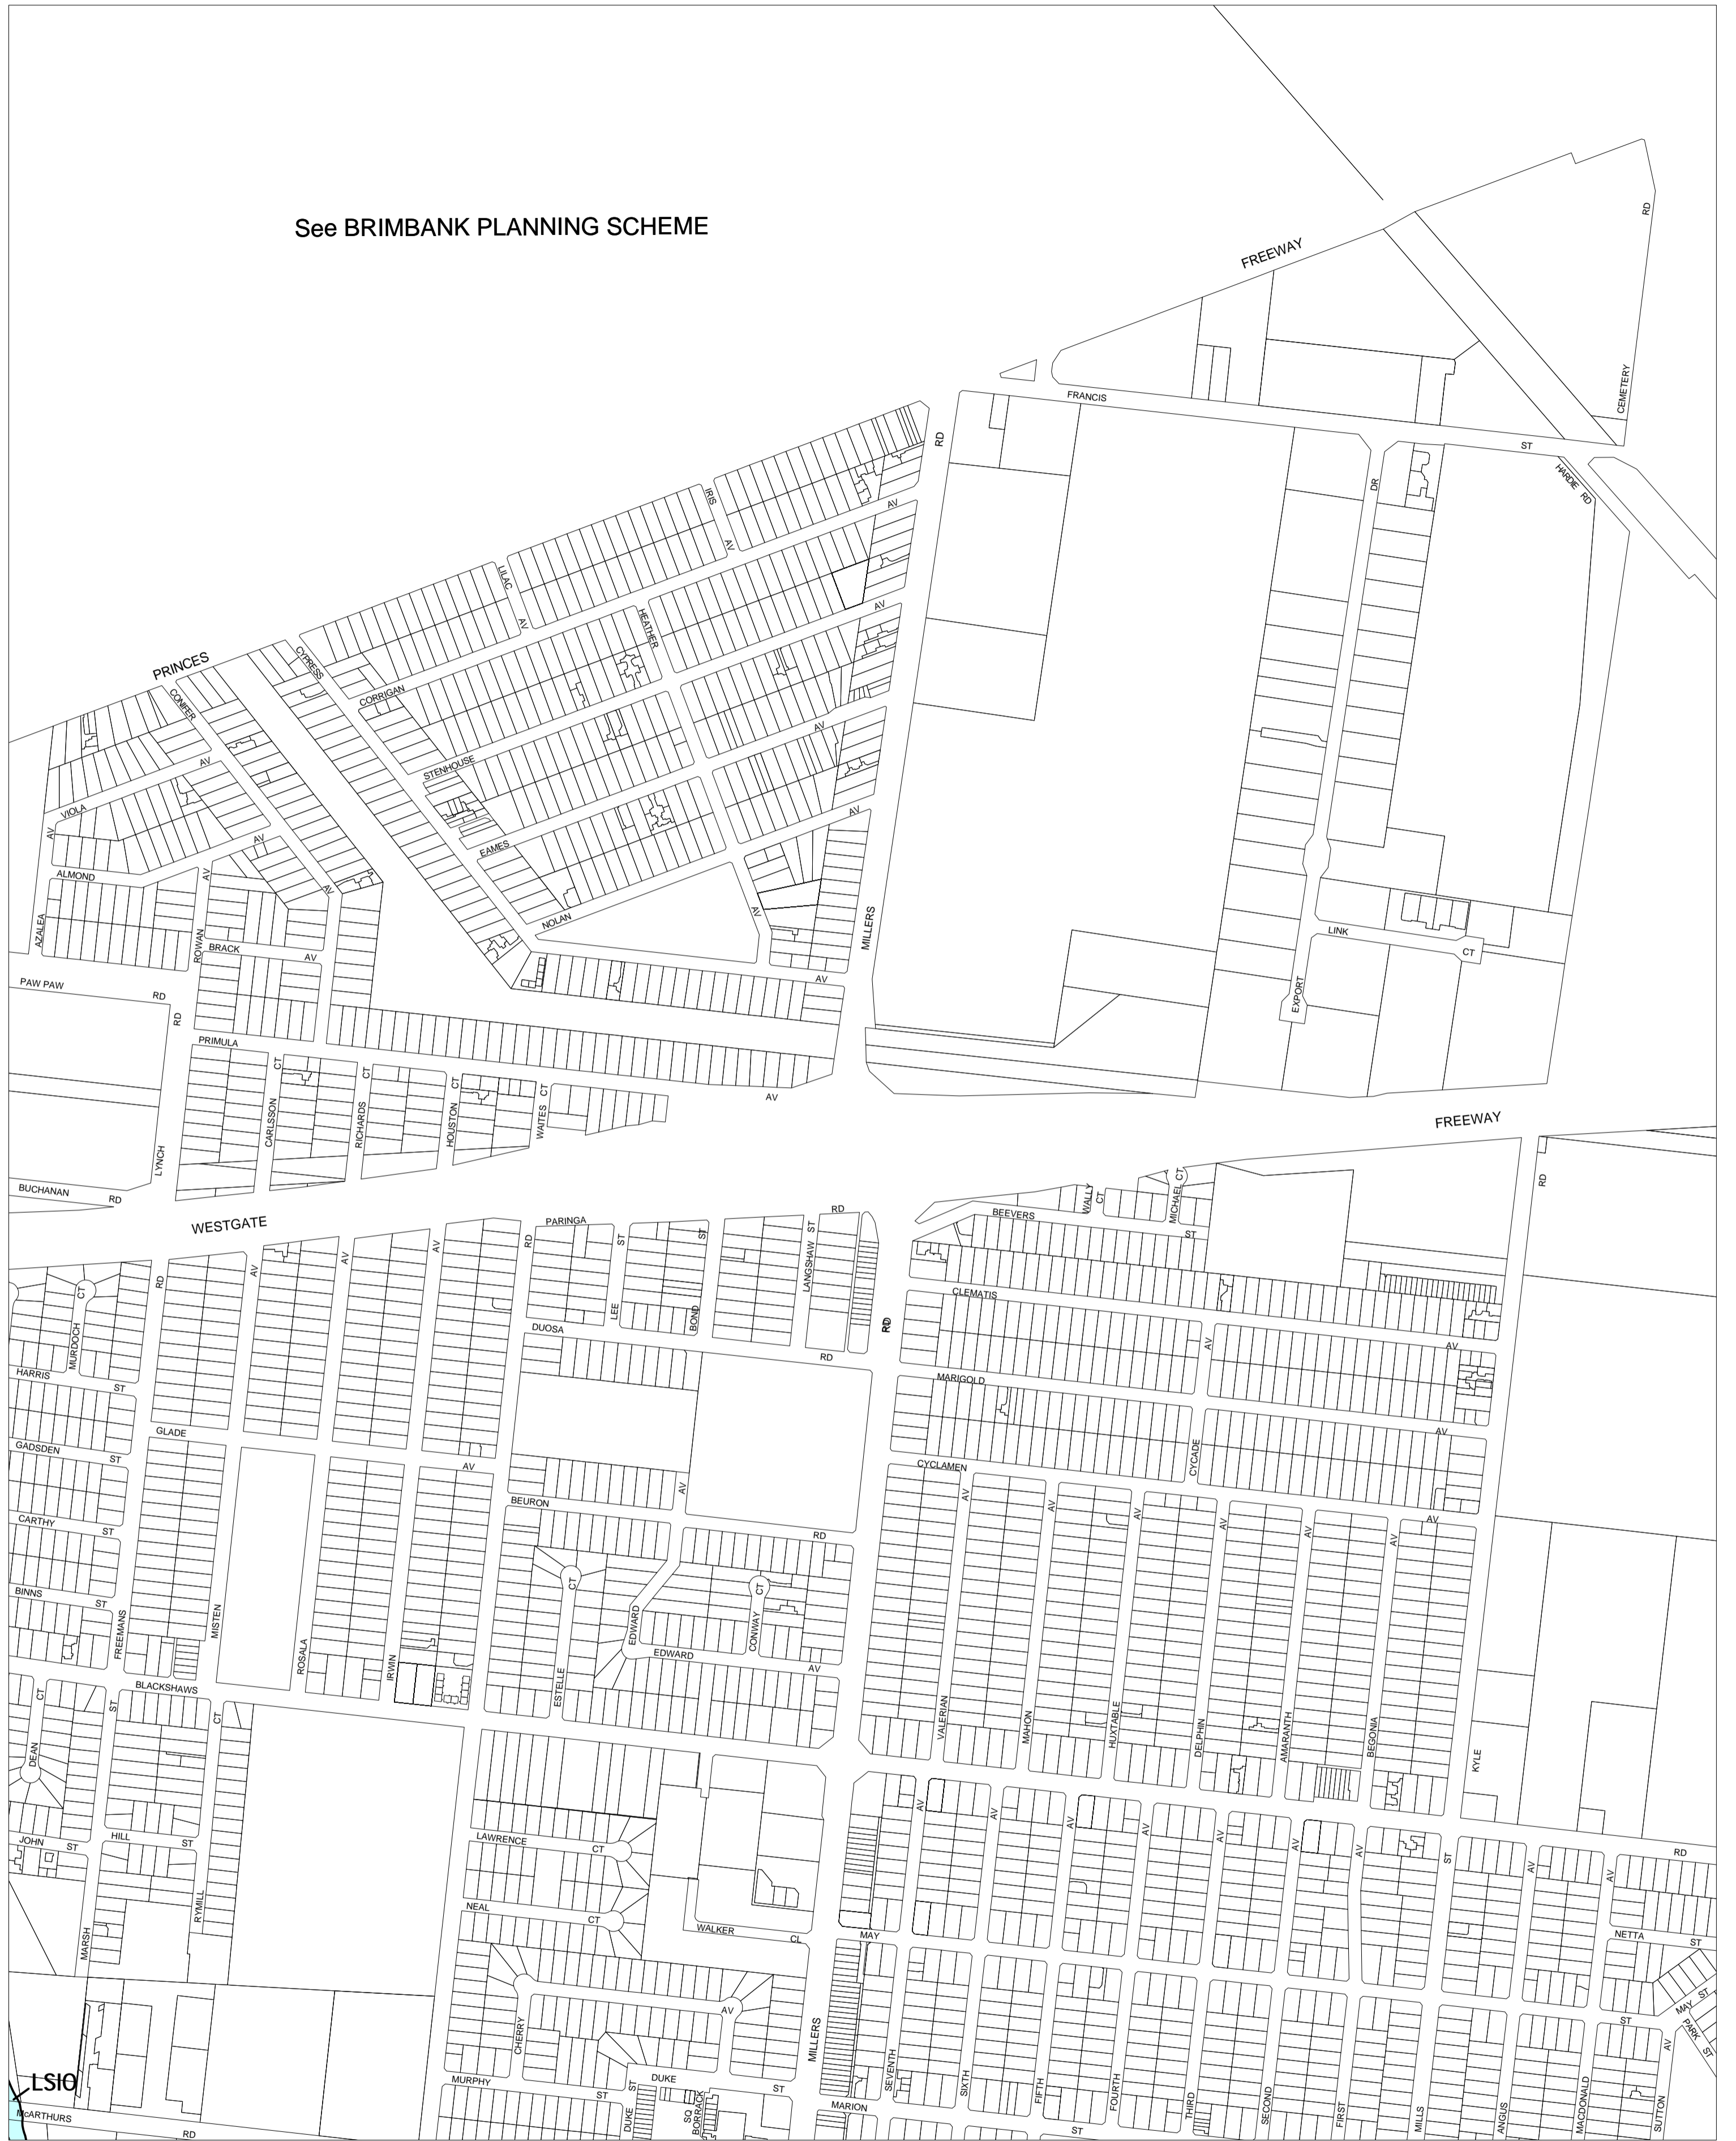 See BRIMBANK PLANNING SCHEME
FREEWAY
RD
CEMETERY
FRANCIS
ST
HARDIE RD
RD
DR
IRIS
AV
AV
LILAC
AV
HEATHER
AV
PRINCES
CYPRESS
CORRIGAN
CONIFER
AV
STENHOUSE
AV
VIOLA
AV
AV
EAMES
AV
ALMOND
AV
AV
NOLAN
AV
MILLERS
AZALEA
ROWAN
BRACK
AV
LINK
CT
AV
PAW PAW
RD
RD
EXPORT
PRIMULA
CT
CT
CT
CT
AV
CARLSSON
RICHARDS
HOUSTON
WAITES
FREEWAY
LYNCH
BUCHANAN
RD
WALLY
CT
MICHAEL CT
RD
WESTGATE
PARINGA
RD
BEEVERS
ST
RD
AV
AV
AV
RD
ST
ST
LANGSHAW ST
CT
MURDOCH
LEE
BOND
CLEMATIS
RD
DUOSA
RD
AV
AV
HARRIS
ST
MARIGOLD
GLADE
AV
GADSDEN
ST
AV
CYCADE
CYCLAMEN
BEURON
AV
AV
AV
AV
AV
AV
AV
AV
CARTHY
ST
RD
BINNS
ST
CT
CT
FREEMANS
MISTEN
EDWARD
CONWAY
ROSALA
IRWIN
EDWARD
AV
ESTELLE
BLACKSHAWS
CT
ST
CT
VALERIAN
MAHON
HUXTABLE
DELPHIN
AMARANTH
BEGONIA
KYLE
DEAN
AV
AV
AV
AV
AV
AV
AV
ST
AV
AV
RD
JOHN
ST
HILL
ST
LAWRENCE
CT
RYMILL
NEAL
CT
WALKER
CL
MAY
MARSH
NETTA
ST
MAY ST
AV
ST
PARK ST
AV
CHERRY
MILLERS
LSIO
MURPHY
ST
ST
DUKE
ST
SEVENTH
SIXTH
FIFTH
FOURTH
THIRD
SECOND
FIRST
MILLS
ANGUS
MACDONALD
SUTTON
McARTHURS
RD
DUKE
SQ
BORRACK
MARION
ST